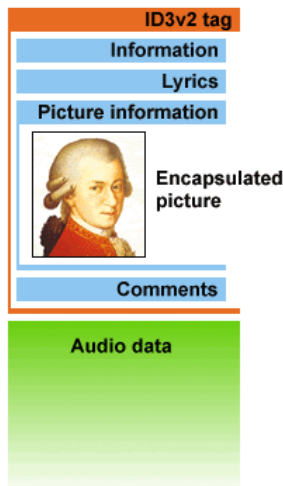 ID3v2 tag
Information
Lyrics
Picture information
Encapsulated
picture
Comments
Audio data